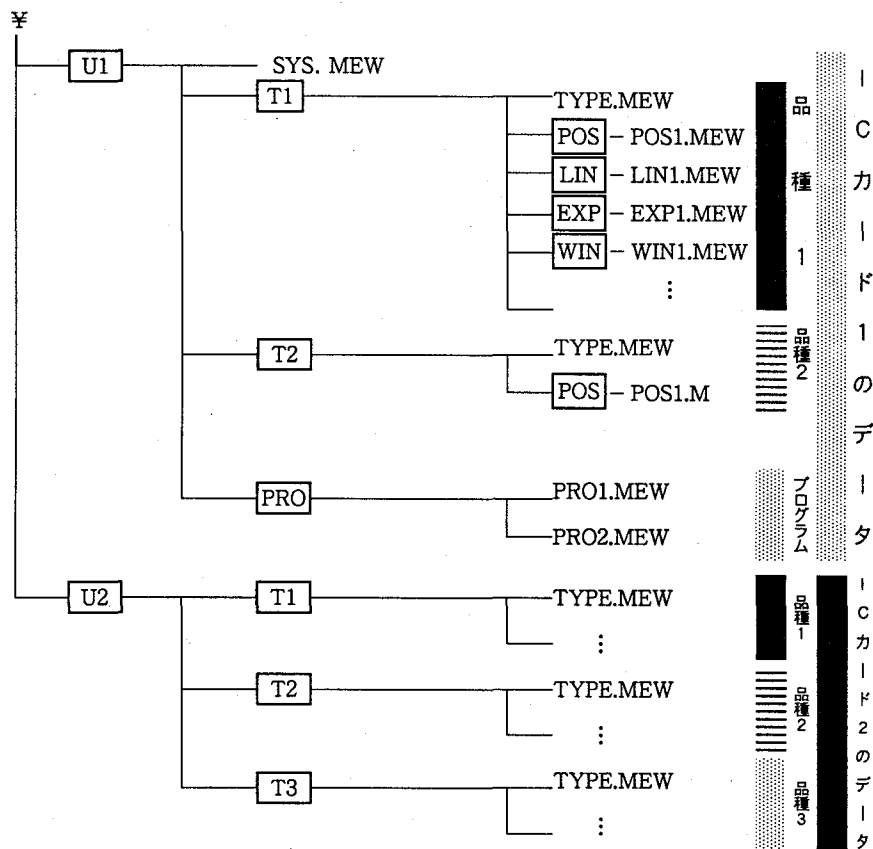 ¥
U1
SYS. MEW
T1
TYPE.MEW
POS - POS1.MEW
LIN - LIN1.MEW
EXP - EXP1.MEW
WIN - WIN1.MEW
⋮
T2
TYPE.MEW
POS - POS1.M
PRO
PRO1.MEW
PRO2.MEW
品種1
品種2
プログラム
ICカード1のデータ
U2
T1
TYPE.MEW
⋮
T2
TYPE.MEW
⋮
T3
TYPE.MEW
⋮
品種1
品種2
品種3
ICカード2のデータ